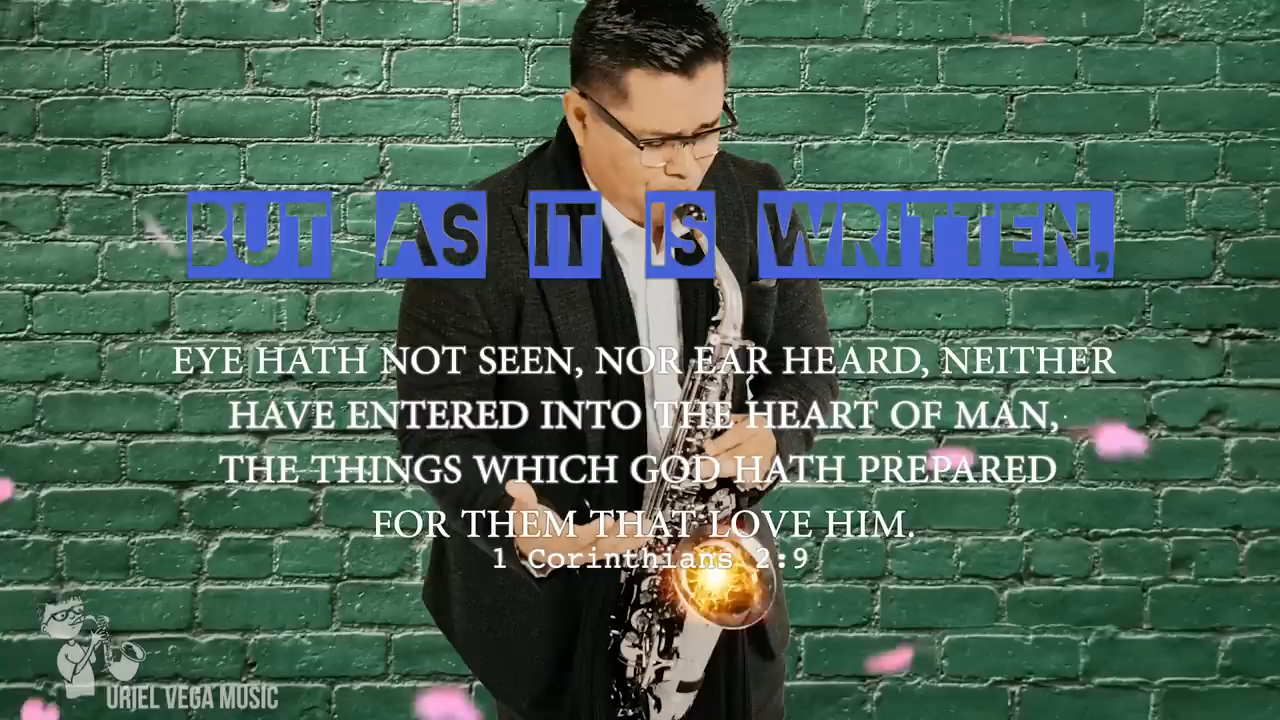 BUT AS IT IS WRITTEN,
EYE HATH NOT SEEN, NOR EAR HEARD, NEITHER
HAVE ENTERED INTO THE HEART OF MAN,
THE THINGS WHICH GOD HATH PREPARED
FOR THEM THAT LOVE HIM.
1 Corinthians 2:9
URIEL VEGA MUSIC